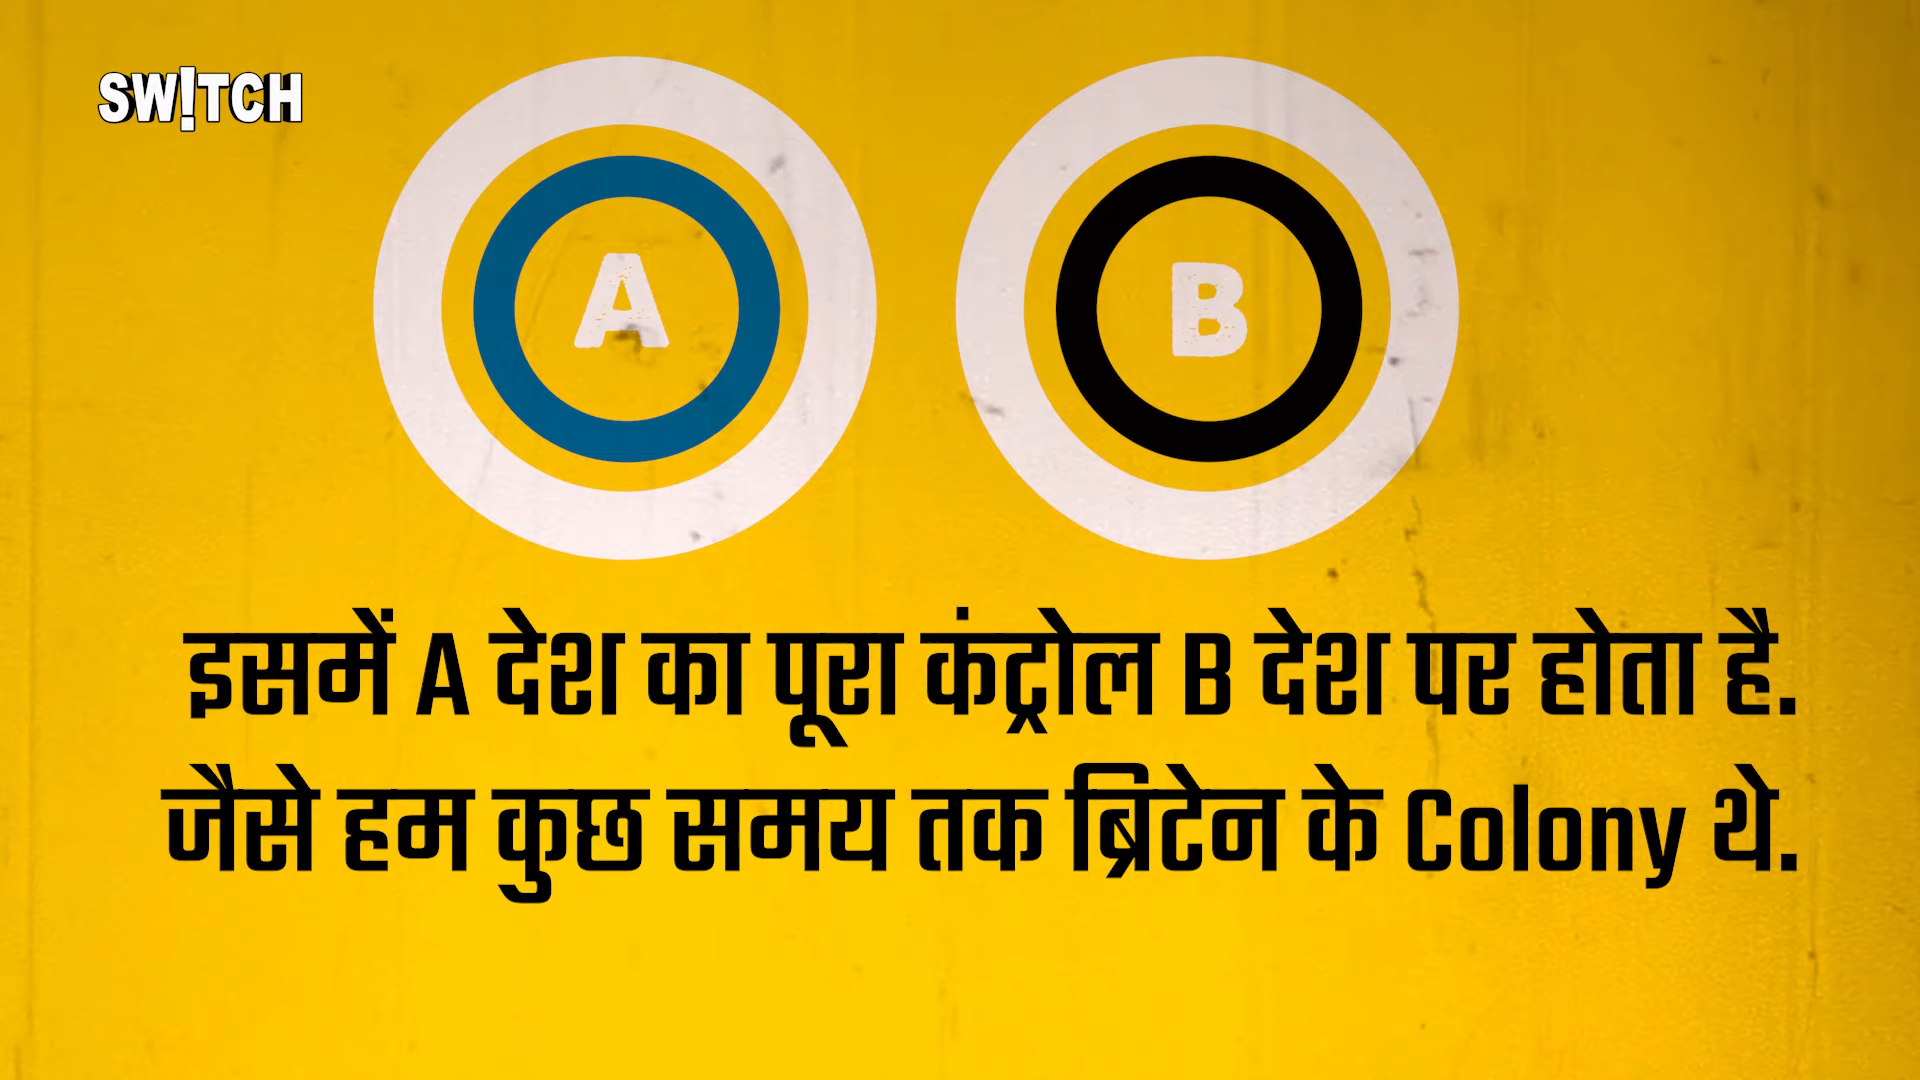 SW!TCH
A
B
इसमें A देश का पूरा कंट्रोल B देश पर होता है.
जैसे हम कुछ समय तक ब्रिटेन के Colony थे.